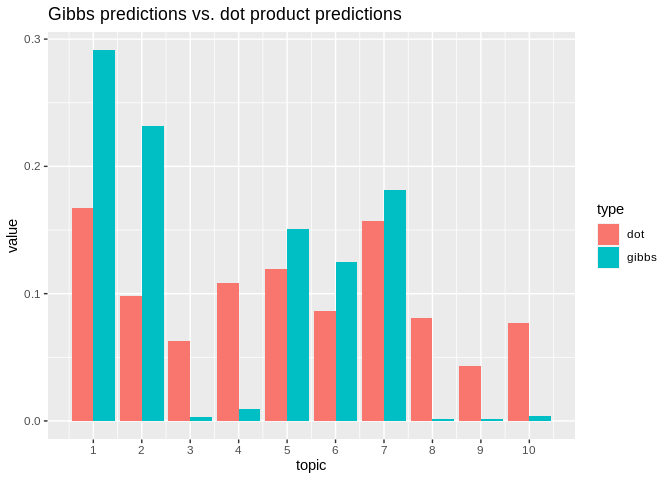 Gibbs predictions vs. dot product predictions
0.3
0.2
0.1
0.0
value
1 2 3 4 5 6 7 8 9 10
topic
type
dot
gibbs